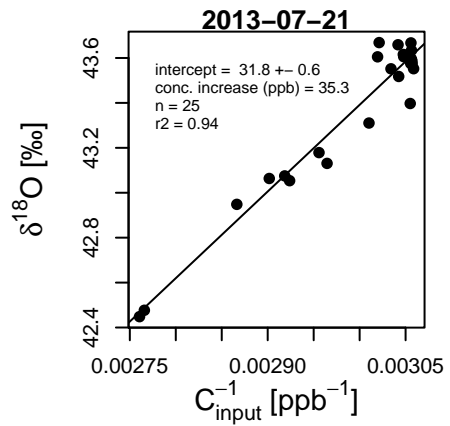 2013−07−21
intercept = 31.8 +− 0.6
conc. increase (ppb) = 35.3
n = 25
r2 = 0.94
δ¹⁸O [‰]
43.6
43.2
42.8
42.4
0.00275 0.00290 0.00305
C⁻¹input [ppb⁻¹]